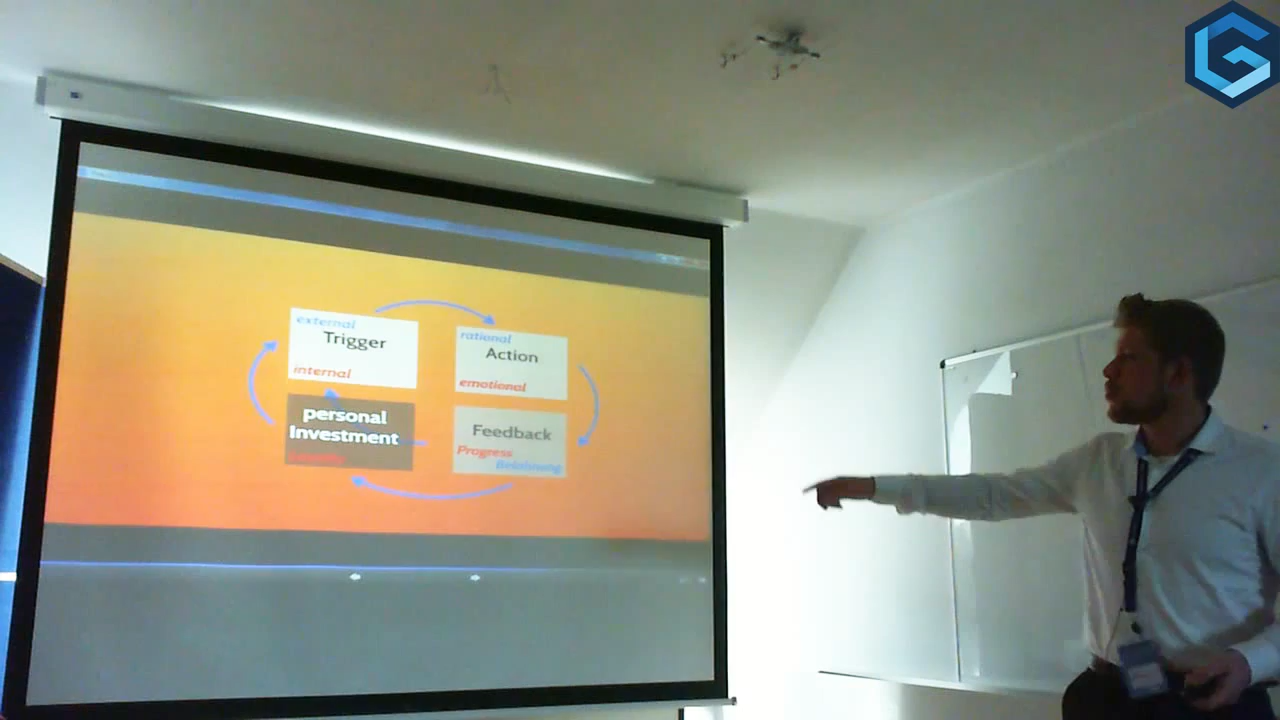 external
Trigger
internal
rational
Action
emotional
personal
Investment
Feedback
Progress
Belohnung